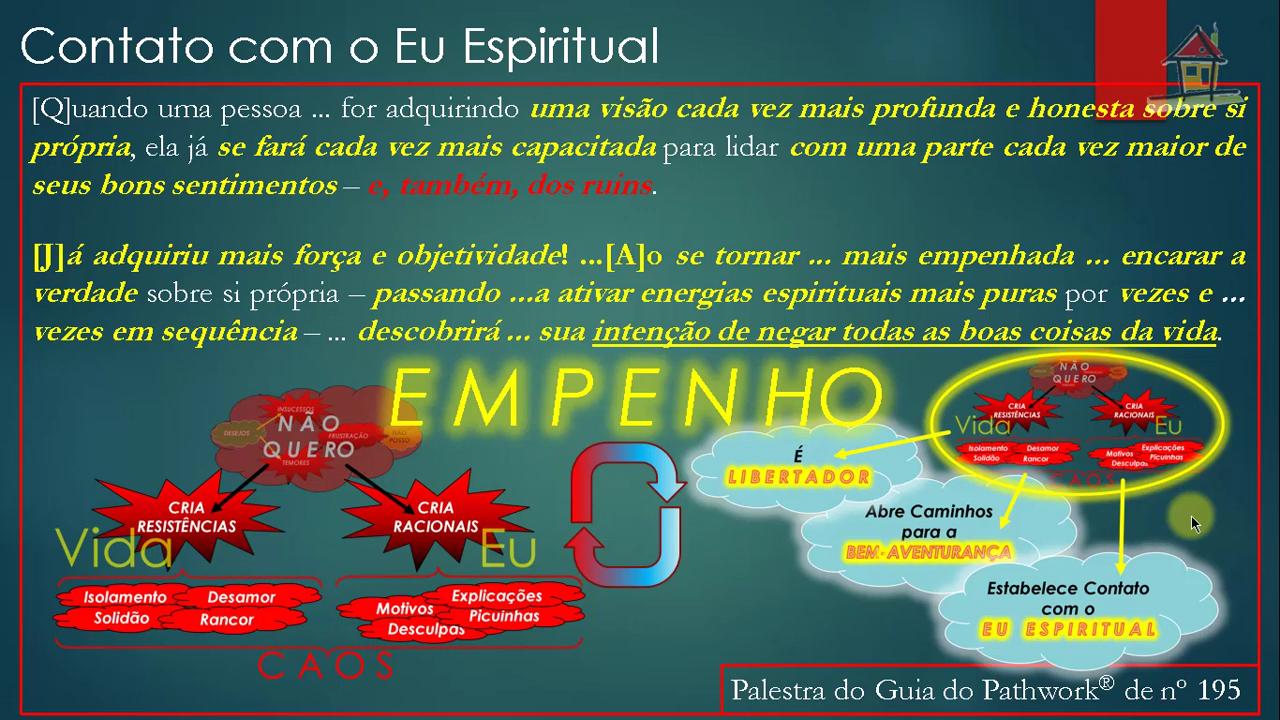 Contato com o Eu Espiritual
[Q]uando uma pessoa ... for adquirindo uma visão cada vez mais profunda e honesta sobre si
própria, ela já se fará cada vez mais capacitada para lidar com uma parte cada vez maior de
seus bons sentimentos – e, também, dos ruins.
[J]á adquiriu mais força e objetividade! ...[A]o se tornar ... mais empenhada ... encarar a
verdade sobre si própria – passando ...a ativar energias espirituais mais puras por vezes e ...
vezes em sequência – ... descobrirá ... sua intenção de negar todas as boas coisas da vida.
EMPENHO
INSUCESSOS
DESEJOS
NÃO
QUERO
FRUSTRAÇÃO
NÃO
POSSO
TEMORES
CRIA
RESISTÊNCIAS
CRIA
RACIONAIS
Vida
Eu
Isolamento
Desamor
Solidão
Rancor
Motivos
Explicações
Desculpas
Picuinhas
CAOS
NÃO
QUERO
CRIA
RESISTÊNCIAS
CRIA
RACIONAIS
Vida
Eu
Isolamento
Desamor
Solidão
Rancor
Motivos
Explicações
Desculpas
Picuinhas
CAOS
É
LIBERTADOR
Abre Caminhos
para a
BEM-AVENTURANÇA
Estabelece Contato
com o
EU ESPIRITUAL
Palestra do Guia do Pathwork® de nº 195